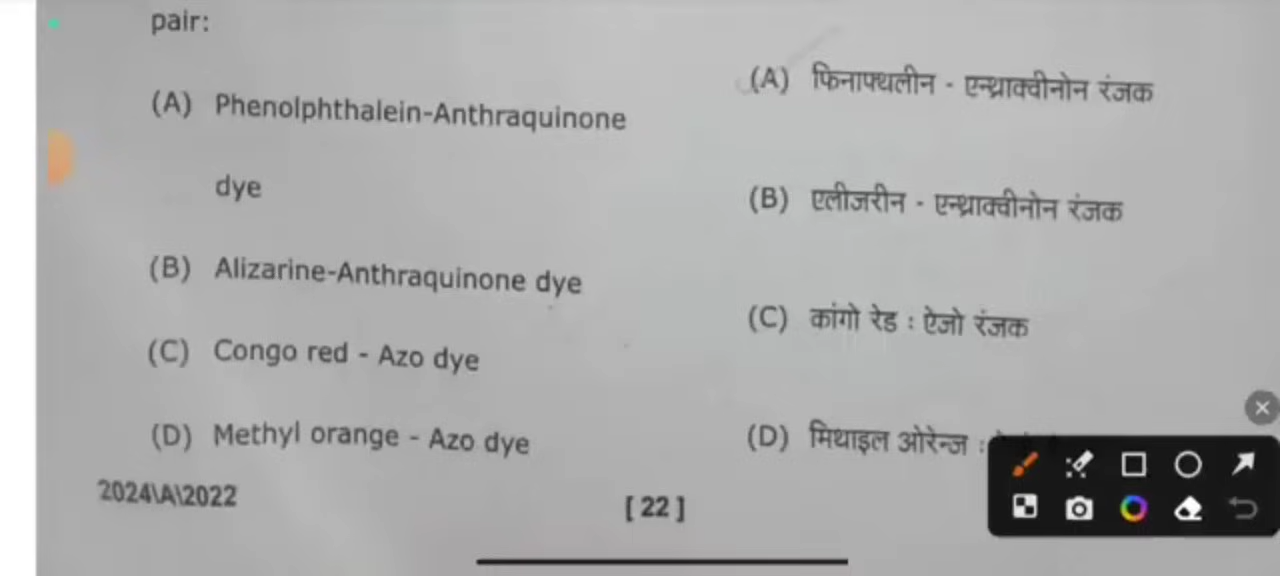 pair:
(A) Phenolphthalein-Anthraquinone
dye
(B) Alizarine-Anthraquinone dye
(C) Congo red - Azo dye
(D) Methyl orange - Azo dye
2024\A\2022
[ 22 ]
(A) फिनाफ्थलीन - एन्थ्राक्वीनोन रंजक
(B) एलीजरीन - एन्थ्राक्वीनोन रंजक
(C) कांगो रेड : ऐजो रंजक
(D) मिथाइल ओरेन्ज :